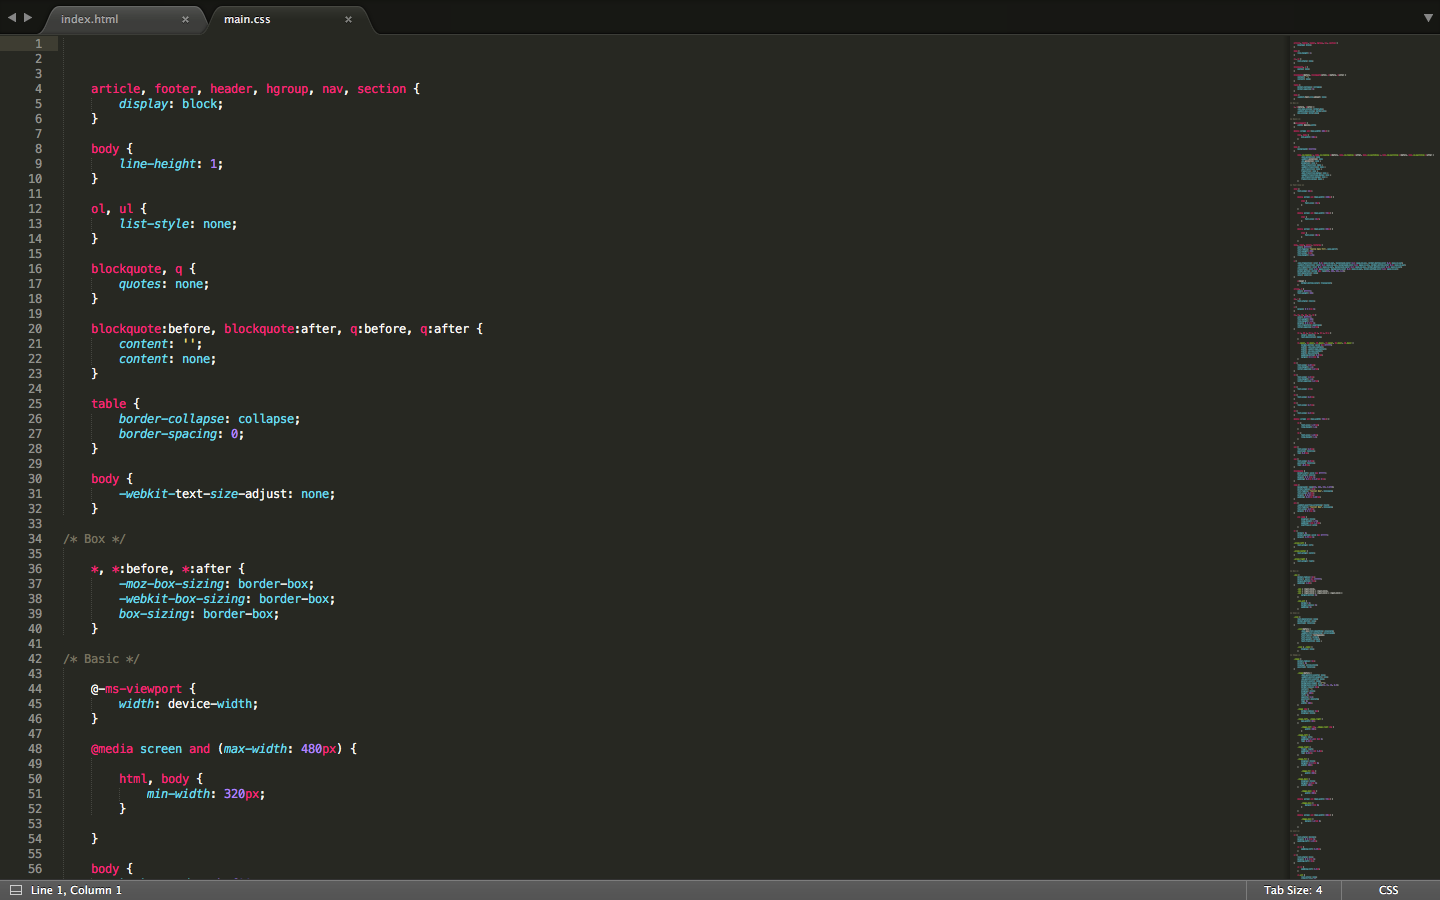 index.html × main.css ×
1
2
3
4 article, footer, header, hgroup, nav, section {
5 display: block;
6 }
7
8 body {
9 line-height: 1;
10 }
11
12 ol, ul {
13 list-style: none;
14 }
15
16 blockquote, q {
17 quotes: none;
18 }
19
20 blockquote:before, blockquote:after, q:before, q:after {
21 content: '';
22 content: none;
23 }
24
25 table {
26 border-collapse: collapse;
27 border-spacing: 0;
28 }
29
30 body {
31 -webkit-text-size-adjust: none;
32 }
33
34 /* Box */
35
36 *, *:before, *:after {
37 -moz-box-sizing: border-box;
38 -webkit-box-sizing: border-box;
39 box-sizing: border-box;
40 }
41
42 /* Basic */
43
44 @-ms-viewport {
45 width: device-width;
46 }
47
48 @media screen and (max-width: 480px) {
49
50 html, body {
51 min-width: 320px;
52 }
53
54 }
55
56 body {
Line 1, Column 1 Tab Size: 4 CSS